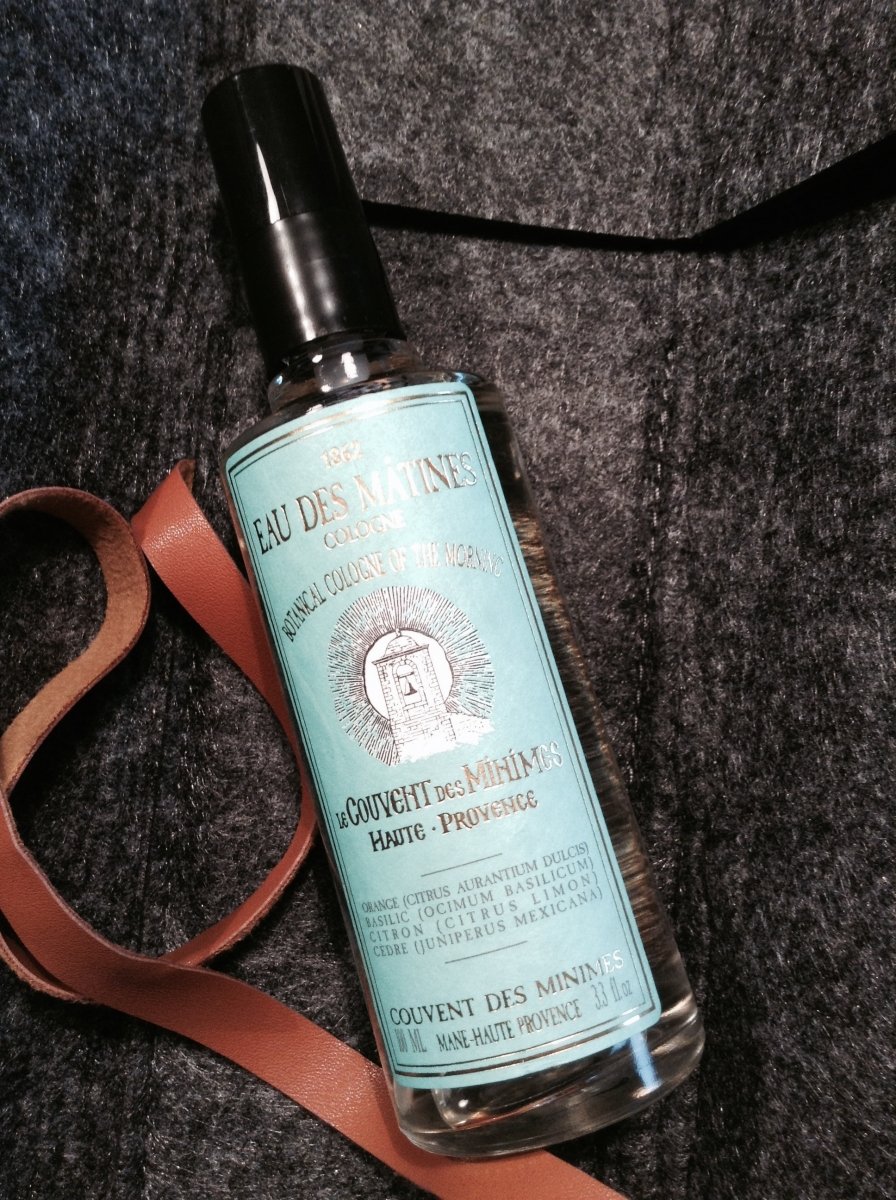 1862
EAU DES MATINES
COLOGNE
BOTANICAL COLOGNE OF THE MORNING
LE COUVENT DES MINIMES
HAUTE · PROVENCE
ORANGE (CITRUS AURANTIUM DULCIS)
BASILIC (OCIMUM BASILICUM)
CITRON (CITRUS LIMON)
CEDRE (JUNIPERUS MEXICANA)
COUVENT DES MINIMES
100 ML MANE-HAUTE PROVENCE 3.3 fl oz